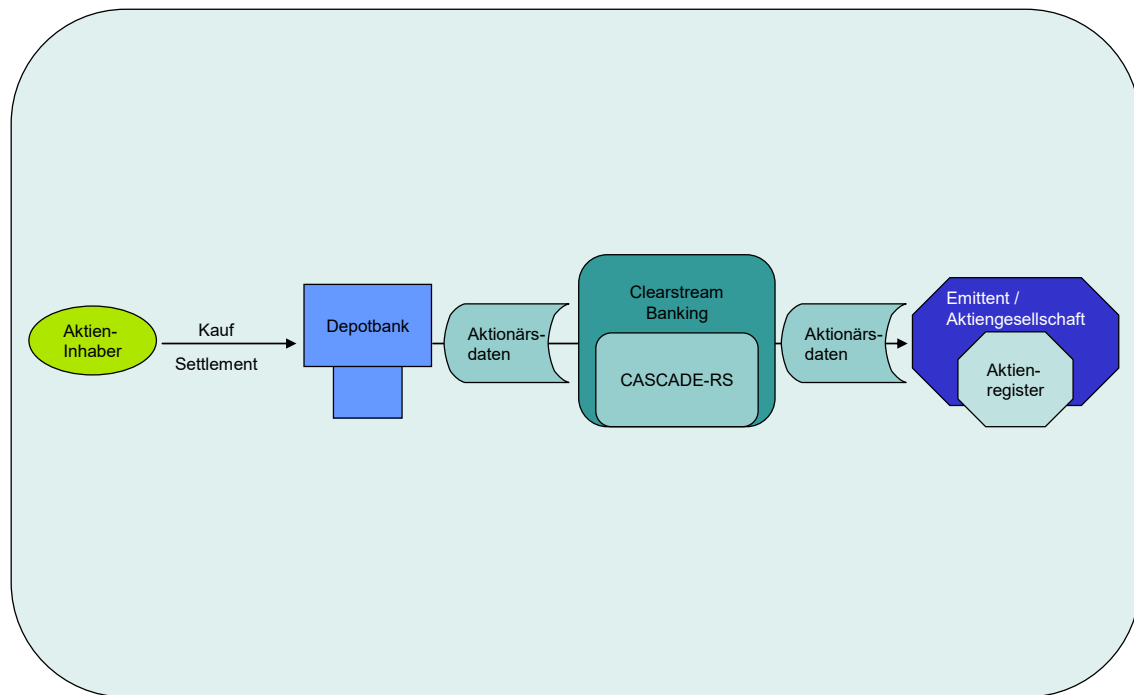 Aktien-
Inhaber
Kauf
Settlement
Depotbank
Aktionärs-
daten
Clearstream
Banking
CASCADE-RS
Aktionärs-
daten
Emittent /
Aktiengesellschaft
Aktien-
register